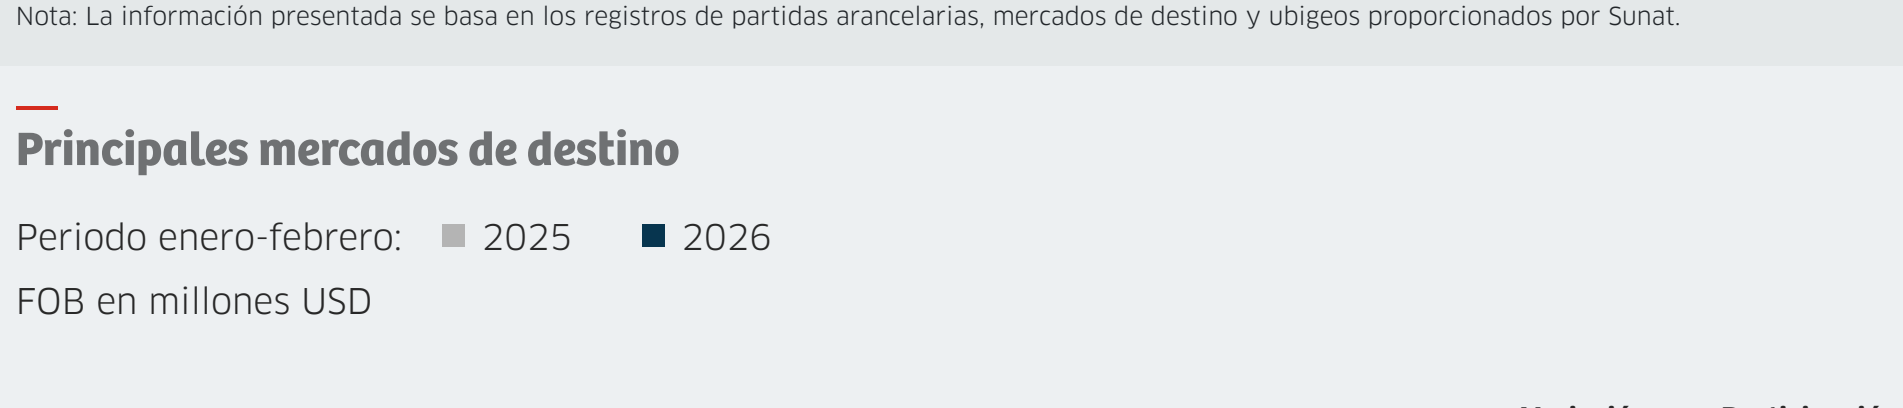 Nota: La información presentada se basa en los registros de partidas arancelarias, mercados de destino y ubigeos proporcionados por Sunat.
Principales mercados de destino
Periodo enero-febrero: 2025 2026
FOB en millones USD